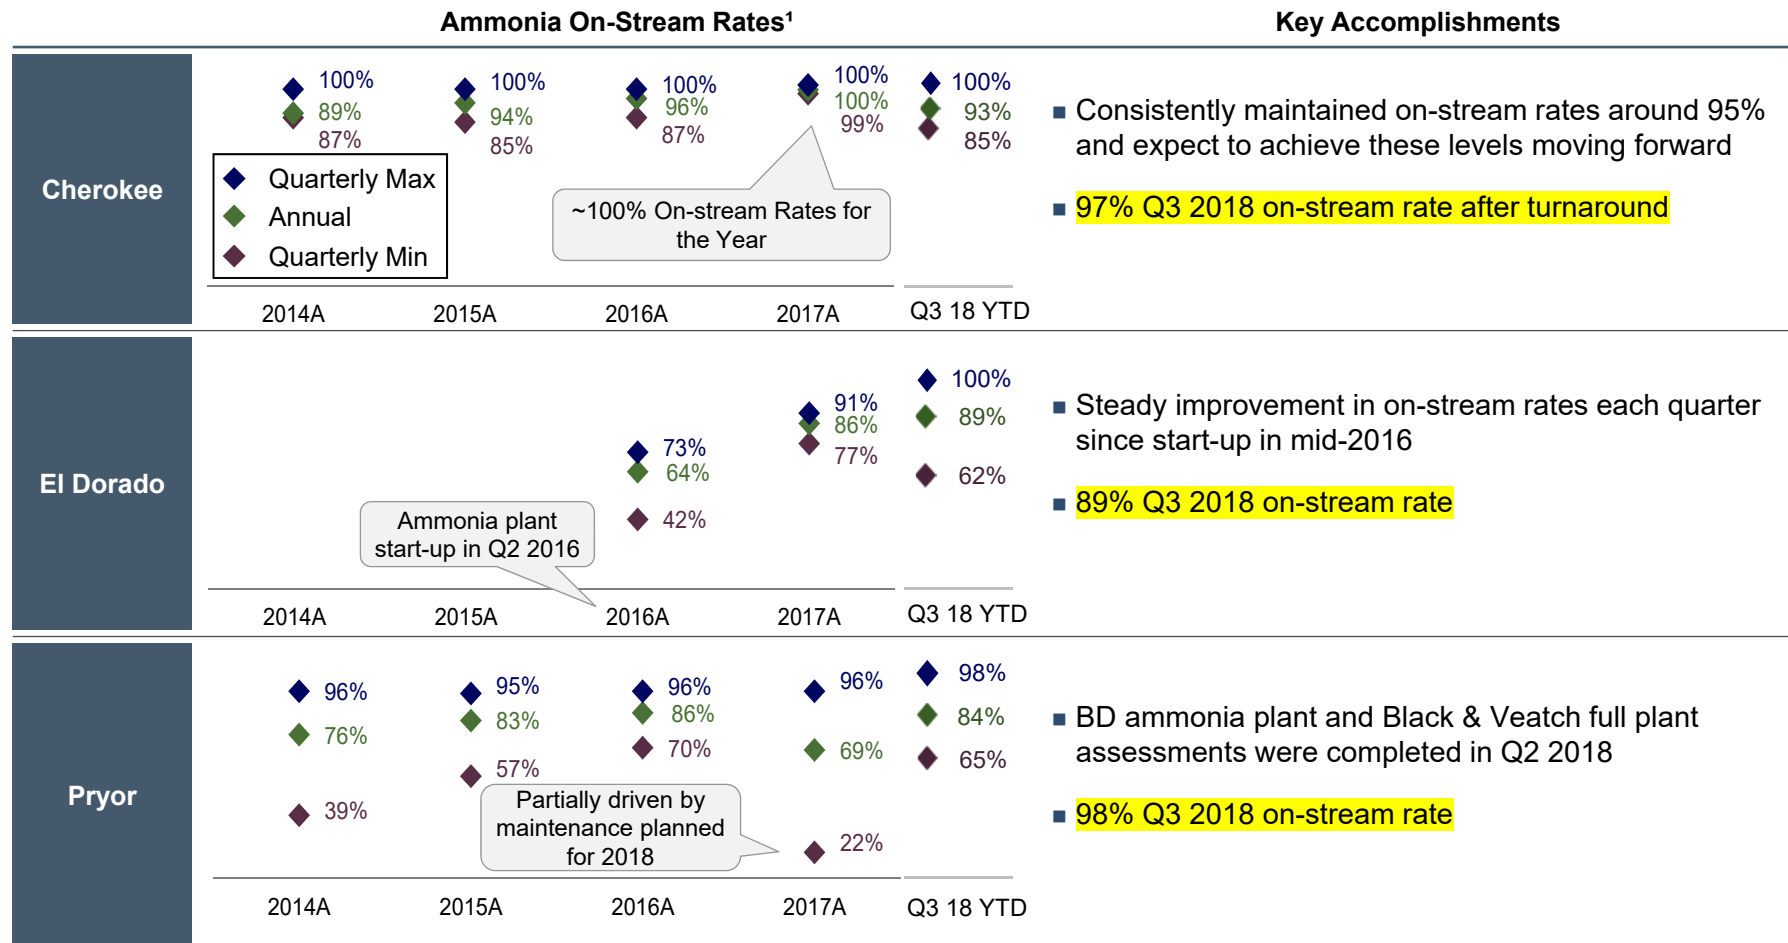 Ammonia On-Stream Rates¹
Key Accomplishments
Cherokee
100%
89%
87%
100%
94%
85%
100%
96%
87%
100%
100%
99%
100%
93%
85%
Quarterly Max
Annual
Quarterly Min
~100% On-stream Rates for
the Year
2014A
2015A
2016A
2017A
Q3 18 YTD
Consistently maintained on-stream rates around 95%
and expect to achieve these levels moving forward
97% Q3 2018 on-stream rate after turnaround
El Dorado
73%
64%
42%
91%
86%
77%
100%
89%
62%
Ammonia plant
start-up in Q2 2016
2014A
2015A
2016A
2017A
Q3 18 YTD
Steady improvement in on-stream rates each quarter
since start-up in mid-2016
89% Q3 2018 on-stream rate
Pryor
96%
76%
39%
95%
83%
57%
96%
86%
70%
96%
69%
22%
98%
84%
65%
Partially driven by
maintenance planned
for 2018
2014A
2015A
2016A
2017A
Q3 18 YTD
BD ammonia plant and Black & Veatch full plant
assessments were completed in Q2 2018
98% Q3 2018 on-stream rate